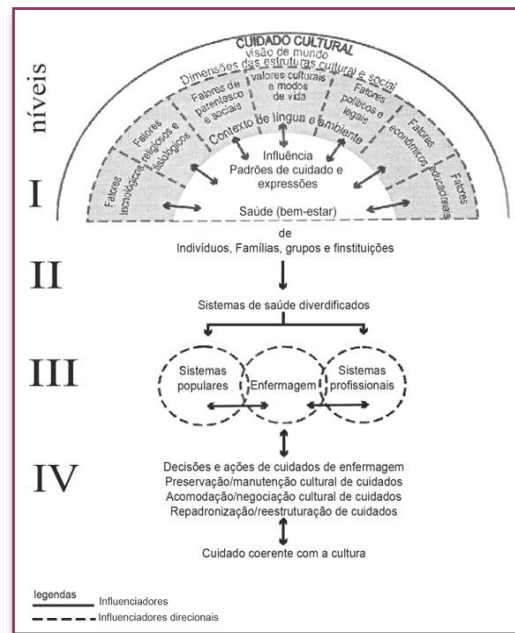 níveis
CUIDADO CULTURAL
visão de mundo
Dimensões das estruturas cultural e social
Fatores
tecnológicos
Fatores
religiosos e
fisiológicos
Fatores de
parentesco
e sociais
valores culturais
e modos
de vida
Fatores
políticos e
legais
Fatores
econômicos
Fatores
educacionais
Contexto de língua e ambiente
Influência
Padrões de cuidado e
expressões
I
Saúde (bem-estar)
de
Indivíduos, Famílias, grupos e finstituições
II
Sistemas de saúde diverdificados
III
Sistemas
populares
Enfermagem
Sistemas
profissionais
IV
Decisões e ações de cuidados de enfermagem
Preservação/manutenção cultural de cuidados
Acomodação/negociação cultural de cuidados
Repadronização/reestruturação de cuidados
Cuidado coerente com a cultura
legendas
Influenciadores
Influenciadores direcionais